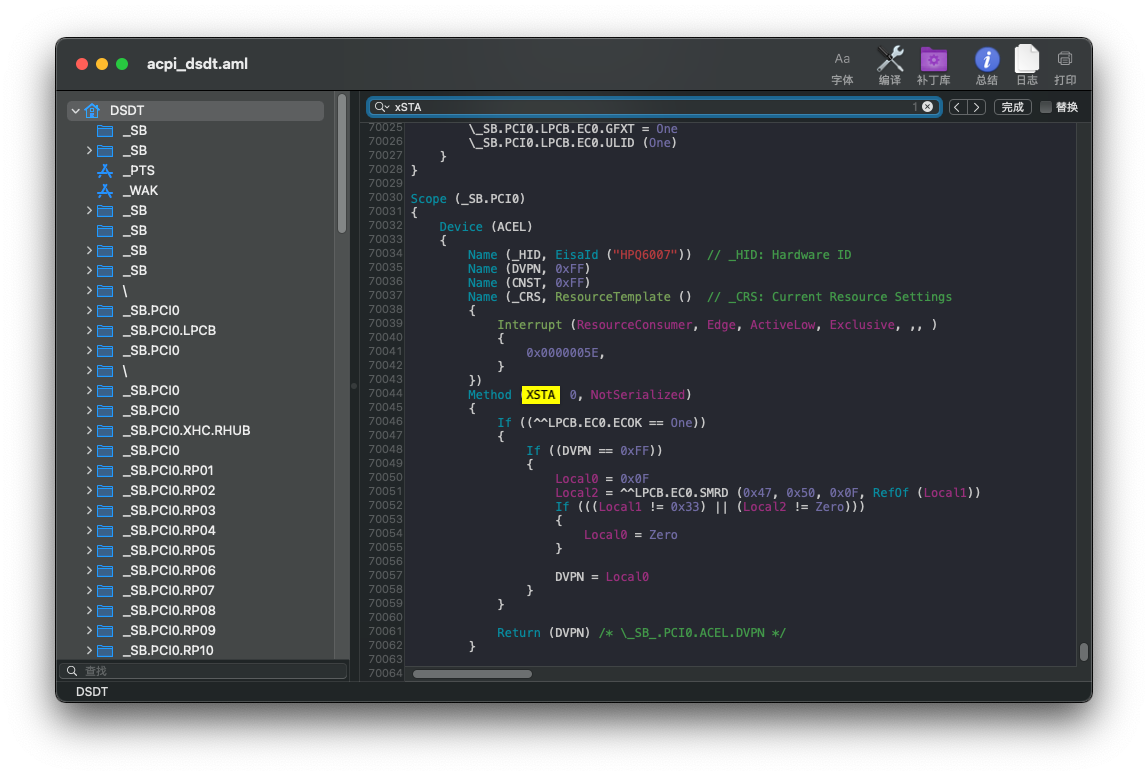 acpi_dsdt.aml
Aa
字体
编译
补丁库
总结
日志
打印
DSDT
_SB
_SB
_PTS
_WAK
_SB
_SB
_SB
_SB
\
_SB.PCI0
_SB.PCI0.LPCB
_SB.PCI0
\
_SB.PCI0
_SB.PCI0
_SB.PCI0.XHC.RHUB
_SB.PCI0
_SB.PCI0.RP01
_SB.PCI0.RP02
_SB.PCI0.RP03
_SB.PCI0.RP04
_SB.PCI0.RP05
_SB.PCI0.RP06
_SB.PCI0.RP07
_SB.PCI0.RP08
_SB.PCI0.RP09
_SB.PCI0.RP10
查找
xSTA 1 完成 替换
70025 \_SB.PCI0.LPCB.EC0.GFXT = One
70026 \_SB.PCI0.LPCB.EC0.ULID (One)
70027 }
70028 }
70029
70030 Scope (_SB.PCI0)
70031 {
70032 Device (ACEL)
70033 {
70034 Name (_HID, EisaId ("HPQ6007")) // _HID: Hardware ID
70035 Name (DVPN, 0xFF)
70036 Name (CNST, 0xFF)
70037 Name (_CRS, ResourceTemplate () // _CRS: Current Resource Settings
70038 {
70039 Interrupt (ResourceConsumer, Edge, ActiveLow, Exclusive, ,, )
70040 {
70041 0x0000005E,
70042 }
70043 })
70044 Method (XSTA 0, NotSerialized)
70045 {
70046 If ((^^LPCB.EC0.ECOK == One))
70047 {
70048 If ((DVPN == 0xFF))
70049 {
70050 Local0 = 0x0F
70051 Local2 = ^^LPCB.EC0.SMRD (0x47, 0x50, 0x0F, RefOf (Local1))
70052 If (((Local1 != 0x33) || (Local2 != Zero)))
70053 {
70054 Local0 = Zero
70055 }
70056
70057 DVPN = Local0
70058 }
70059 }
70060
70061 Return (DVPN) /* \_SB_.PCI0.ACEL.DVPN */
70062 }
70063
70064
DSDT